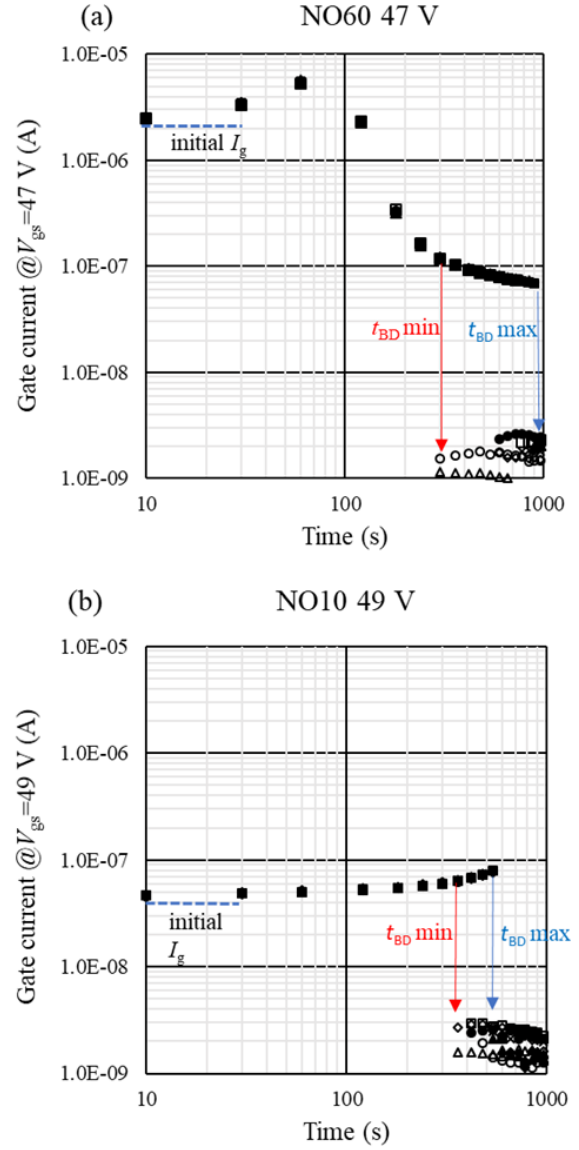 (a) NO60 47 V
1.0E-05
1.0E-06
1.0E-07
1.0E-08
1.0E-09
Gate current @Vgs=47 V (A)
initial Ig
tBD min
tBD max
10
100
1000
Time (s)
(b) NO10 49 V
1.0E-05
1.0E-06
1.0E-07
1.0E-08
1.0E-09
Gate current @Vgs=49 V (A)
initial
Ig
tBD min
tBD max
10
100
1000
Time (s)